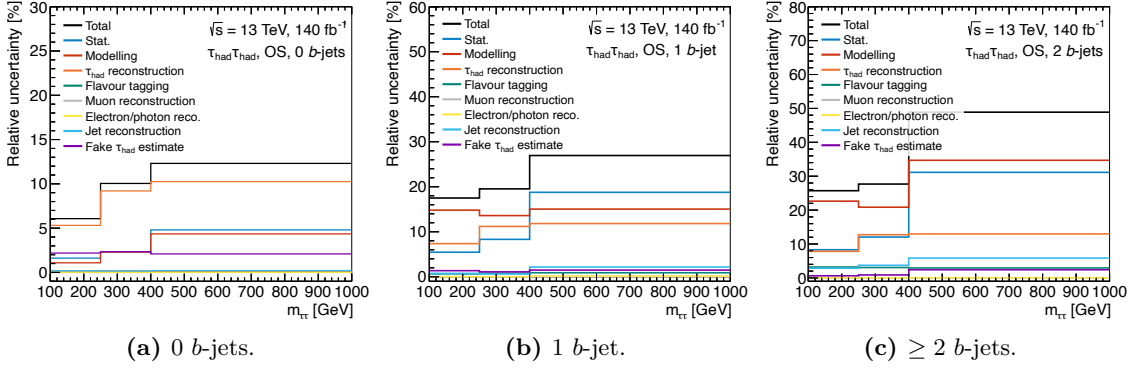 Relative uncertainty [%]
30
25
20
15
10
5
0
Total
Stat.
Modelling
τhad reconstruction
Flavour tagging
Muon reconstruction
Electron/photon reco.
Jet reconstruction
Fake τhad estimate
√s = 13 TeV, 140 fb⁻¹
τhadτhad, OS, 0 b-jets
100 200 300 400 500 600 700 800 900 1000
mττ [GeV]
(a) 0 b-jets.
Relative uncertainty [%]
60
50
40
30
20
10
0
Total
Stat.
Modelling
τhad reconstruction
Flavour tagging
Muon reconstruction
Electron/photon reco.
Jet reconstruction
Fake τhad estimate
√s = 13 TeV, 140 fb⁻¹
τhadτhad, OS, 1 b-jet
100 200 300 400 500 600 700 800 900 1000
mττ [GeV]
(b) 1 b-jet.
Relative uncertainty [%]
80
70
60
50
40
30
20
10
0
Total
Stat.
Modelling
τhad reconstruction
Flavour tagging
Muon reconstruction
Electron/photon reco.
Jet reconstruction
Fake τhad estimate
√s = 13 TeV, 140 fb⁻¹
τhadτhad, OS, 2 b-jets
100 200 300 400 500 600 700 800 900 1000
mττ [GeV]
(c) ≥ 2 b-jets.